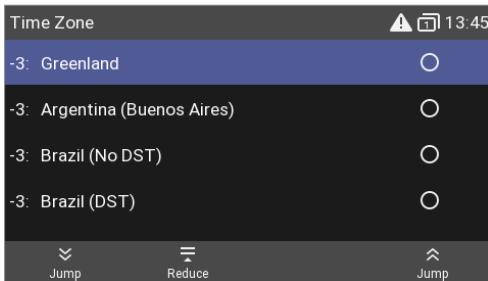 Time Zone 1 13:45
-3: Greenland
-3: Argentina (Buenos Aires)
-3: Brazil (No DST)
-3: Brazil (DST)
Jump Reduce Jump